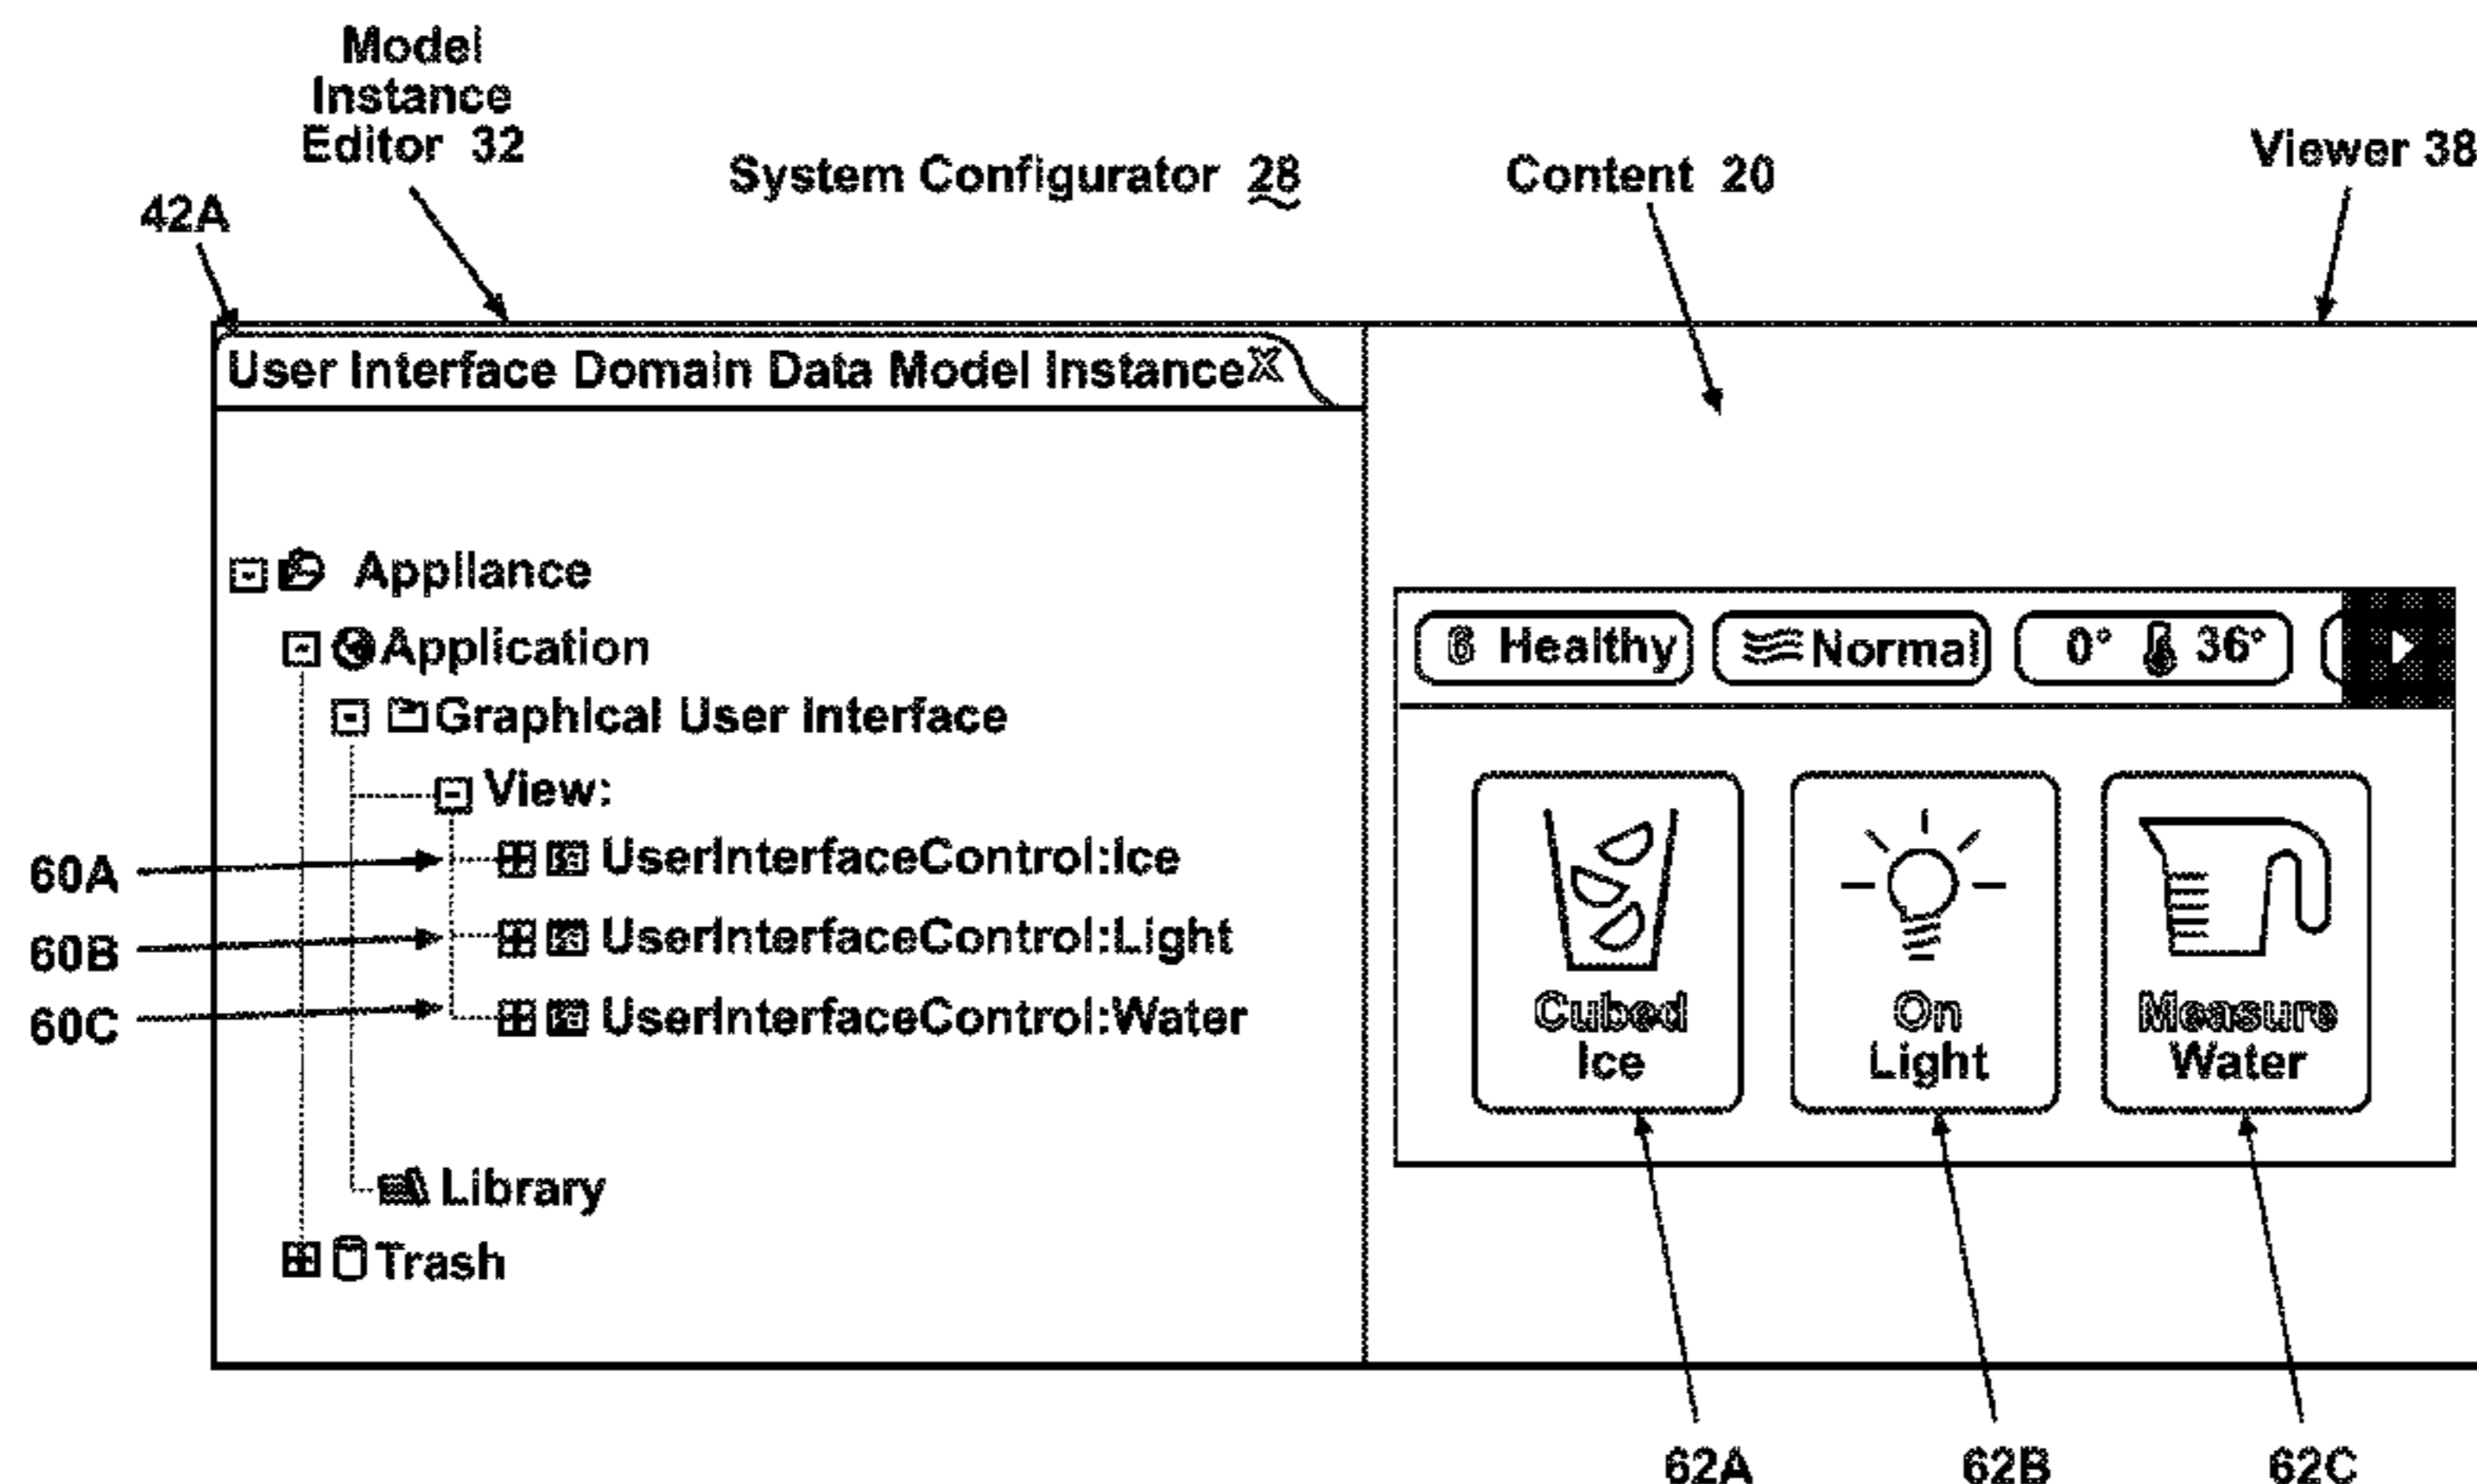 Model
Instance
Editor 32
System Configurator 28
Content 20
Viewer 38
42A
User Interface Domain Data Model Instance X
Appliance
Application
Graphical User Interface
View:
60A
UserInterfaceControl:Ice
60B
UserInterfaceControl:Light
60C
UserInterfaceControl:Water
Library
Trash
6 Healthy
Normal
0° 36°
Cubed
Ice
On
Light
Measure
Water
62A
62B
62C